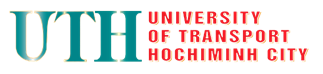 UTH
UNIVERSITY
OF TRANSPORT
HOCHIMINH CITY